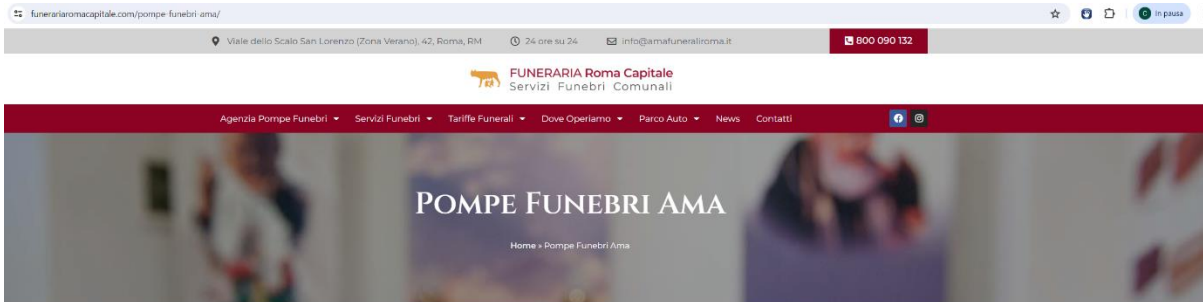 funerariaromacapitale.com/pompe-funebri-ama/
In pausa
Viale dello Scalo San Lorenzo (Zona Verano), 42, Roma, RM
24 ore su 24
info@amafuneraliroma.it
800 090 132
FUNERARIA Roma Capitale
Servizi Funebri Comunali
Agenzia Pompe Funebri Servizi Funebri Tariffe Funerali Dove Operiamo Parco Auto News Contatti
POMPE FUNEBRI AMA
Home » Pompe Funebri Ama